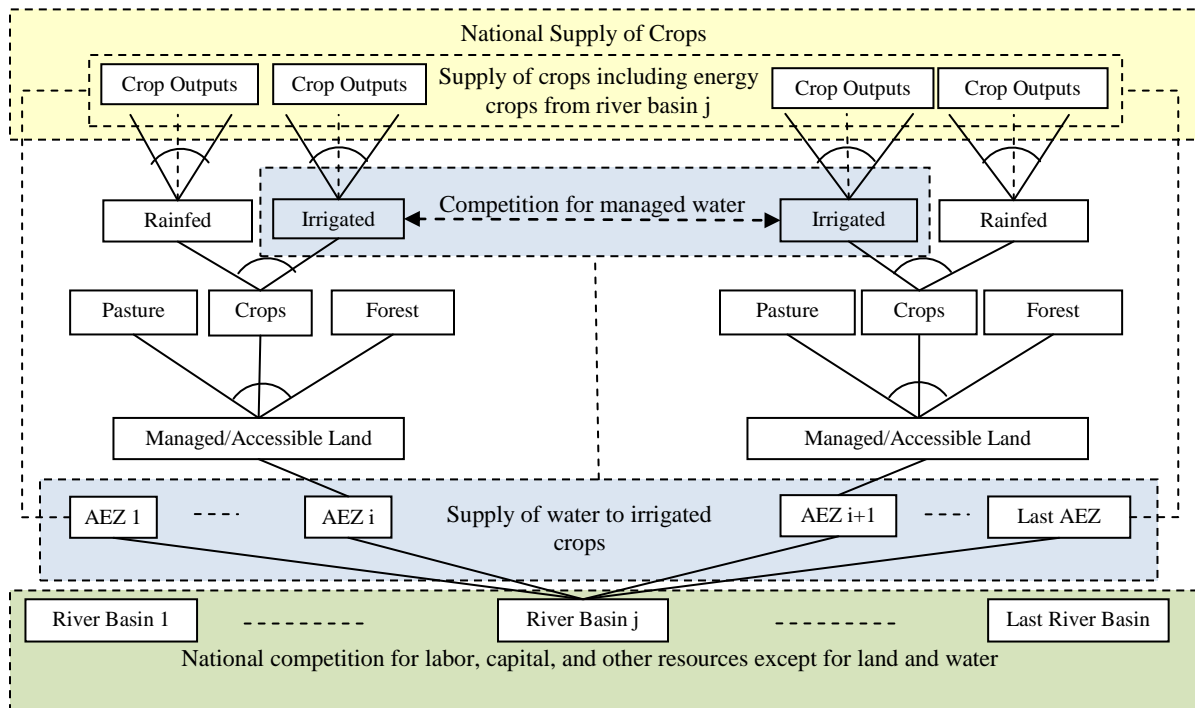 National Supply of Crops
Crop Outputs
Crop Outputs
Supply of crops including energy
crops from river basin j
Crop Outputs
Crop Outputs
Rainfed
Irrigated
Competition for managed water
Irrigated
Rainfed
Pasture
Crops
Forest
Pasture
Crops
Forest
Managed/Accessible Land
Managed/Accessible Land
AEZ 1
AEZ i
Supply of water to irrigated
crops
AEZ i+1
Last AEZ
River Basin 1
River Basin j
Last River Basin
National competition for labor, capital, and other resources except for land and water